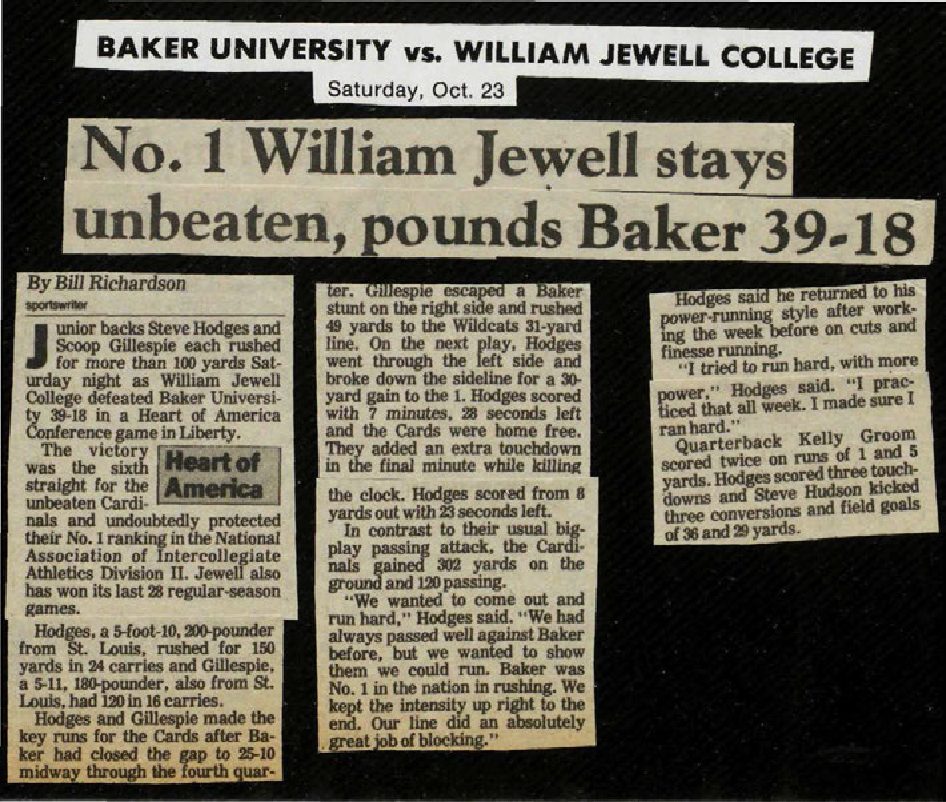 BAKER UNIVERSITY vs. WILLIAM JEWELL COLLEGE
Saturday, Oct. 23
No. 1 William Jewell stays
unbeaten, pounds Baker 39-18
By Bill Richardson
sportswriter
Junior backs Steve Hodges and
Scoop Gillespie each rushed
for more than 100 yards Sat-
urday night as William Jewell
College defeated Baker Universi-
ty 39-18 in a Heart of America
Conference game in Liberty.
The victory
was the sixth
straight for the
unbeaten Cardi-
Heart of
America
nals and undoubtedly protected
their No. 1 ranking in the National
Association of Intercollegiate
Athletics Division II. Jewell also
has won its last 28 regular-season
games.
Hodges, a 5-foot-10, 200-pounder
from St. Louis, rushed for 150
yards in 24 carries and Gillespie,
a 5-11, 180-pounder, also from St.
Louis, had 120 in 16 carries.
Hodges and Gillespie made the
key runs for the Cards after Ba-
ker had closed the gap to 25-10
midway through the fourth quar-
ter. Gillespie escaped a Baker
stunt on the right side and rushed
49 yards to the Wildcats 31-yard
line. On the next play, Hodges
went through the left side and
broke down the sideline for a 30-
yard gain to the 1. Hodges scored
with 7 minutes, 28 seconds left
and the Cards were home free.
They added an extra touchdown
in the final minute while killing
the clock. Hodges scored from 8
yards out with 23 seconds left.
In contrast to their usual big-
play passing attack, the Cardi-
nals gained 302 yards on the
ground and 120 passing.
"We wanted to come out and
run hard," Hodges said. "We had
always passed well against Baker
before, but we wanted to show
them we could run. Baker was
No. 1 in the nation in rushing. We
kept the intensity up right to the
end. Our line did an absolutely
great job of blocking."
Hodges said he returned to his
power-running style after work-
ing the week before on cuts and
finesse running.
"I tried to run hard, with more
power," Hodges said. "I prac-
ticed that all week. I made sure I
ran hard."
Quarterback Kelly Groom
scored twice on runs of 1 and 5
yards. Hodges scored three touch-
downs and Steve Hudson kicked
three conversions and field goals
of 36 and 29 yards.